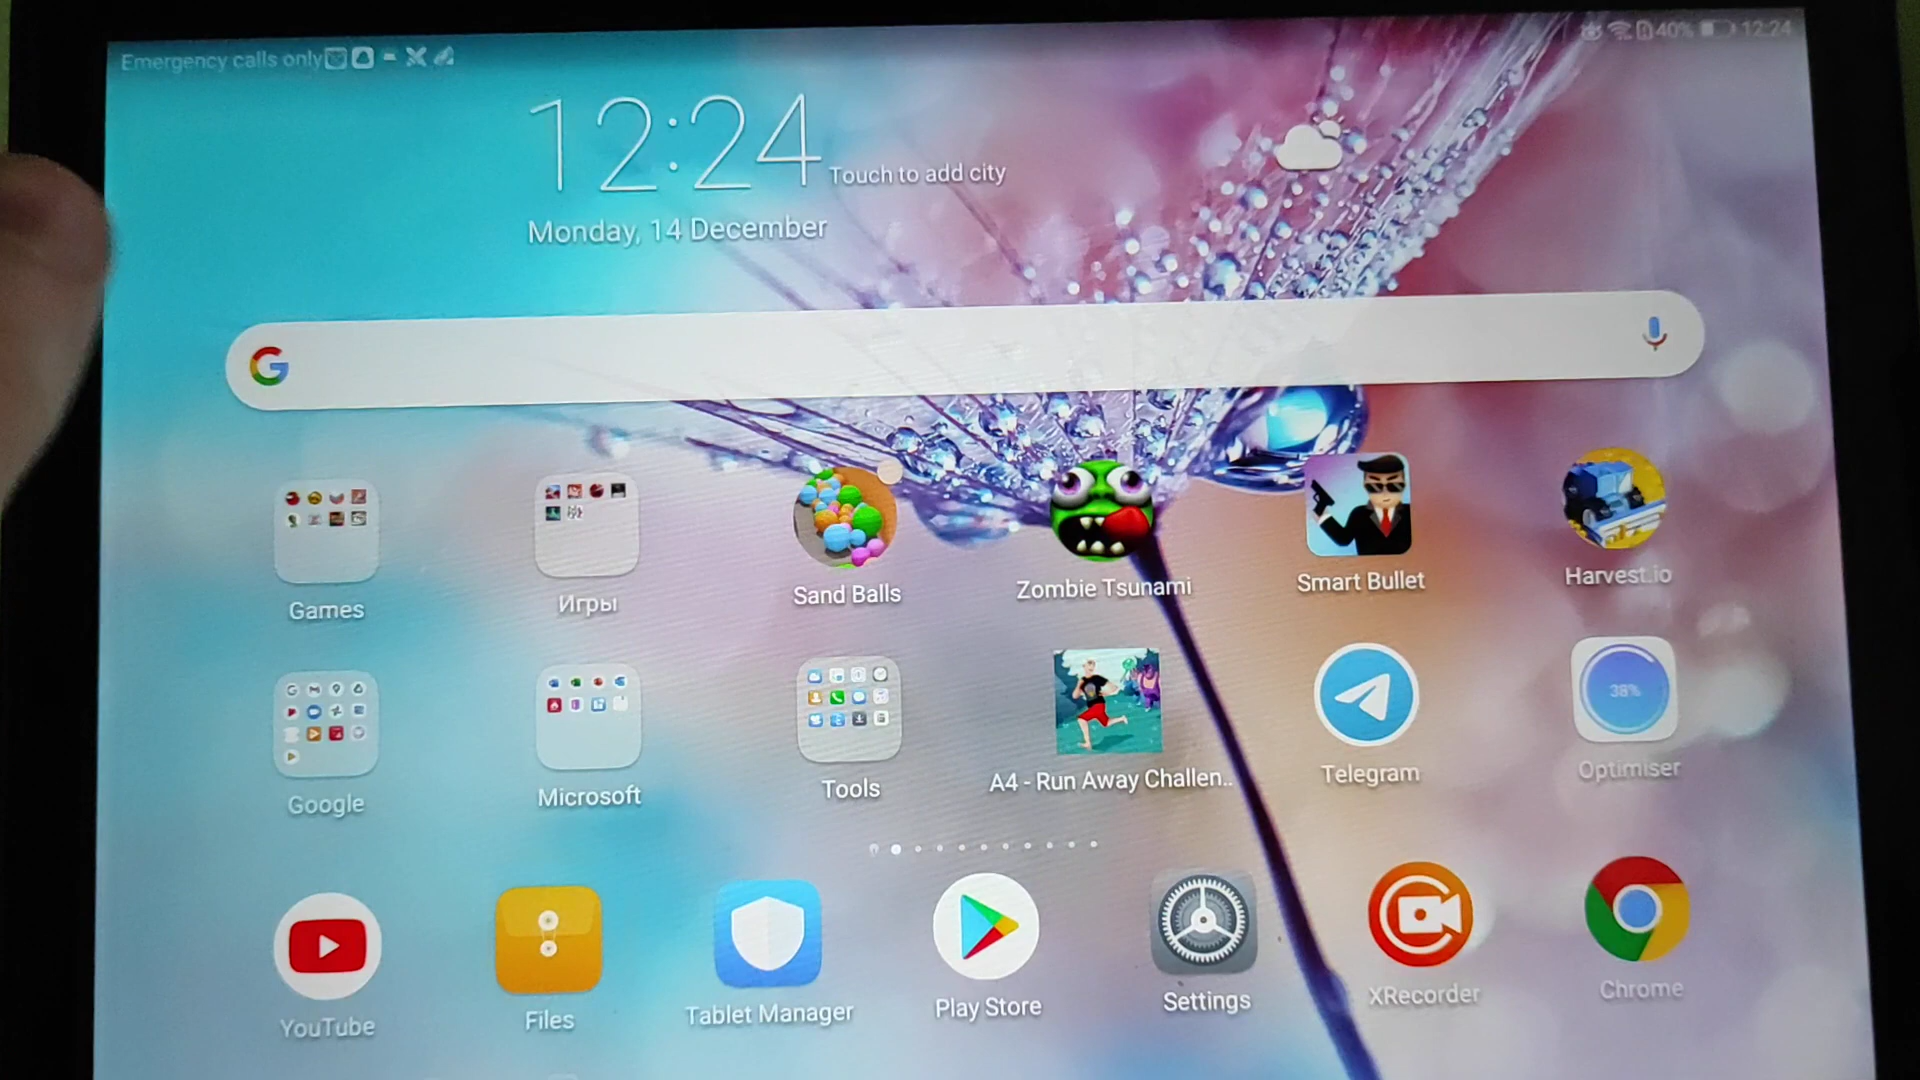 Emergency calls only
40% 12:24
12:24 Touch to add city
Monday, 14 December
G
Games Игры Sand Balls Zombie Tsunami Smart Bullet Harvest.io
38%
Google Microsoft Tools A4 - Run Away Challen.. Telegram Optimiser
YouTube Files Tablet Manager Play Store Settings XRecorder Chrome